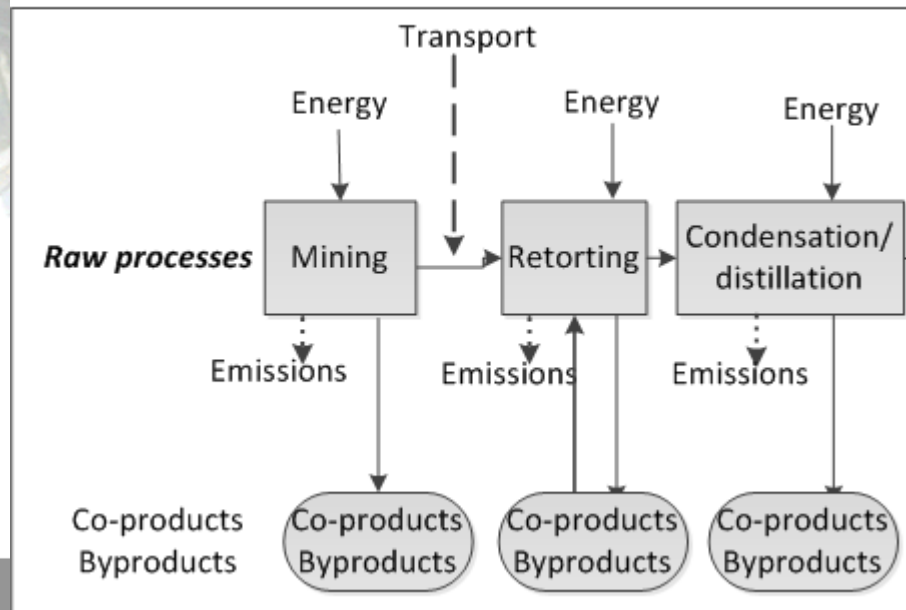 Transport
Energy
Energy
Energy
Raw processes
Mining
Retorting
Condensation/
distillation
Emissions
Emissions
Emissions
Co-products
Byproducts
Co-products
Byproducts
Co-products
Byproducts
Co-products
Byproducts